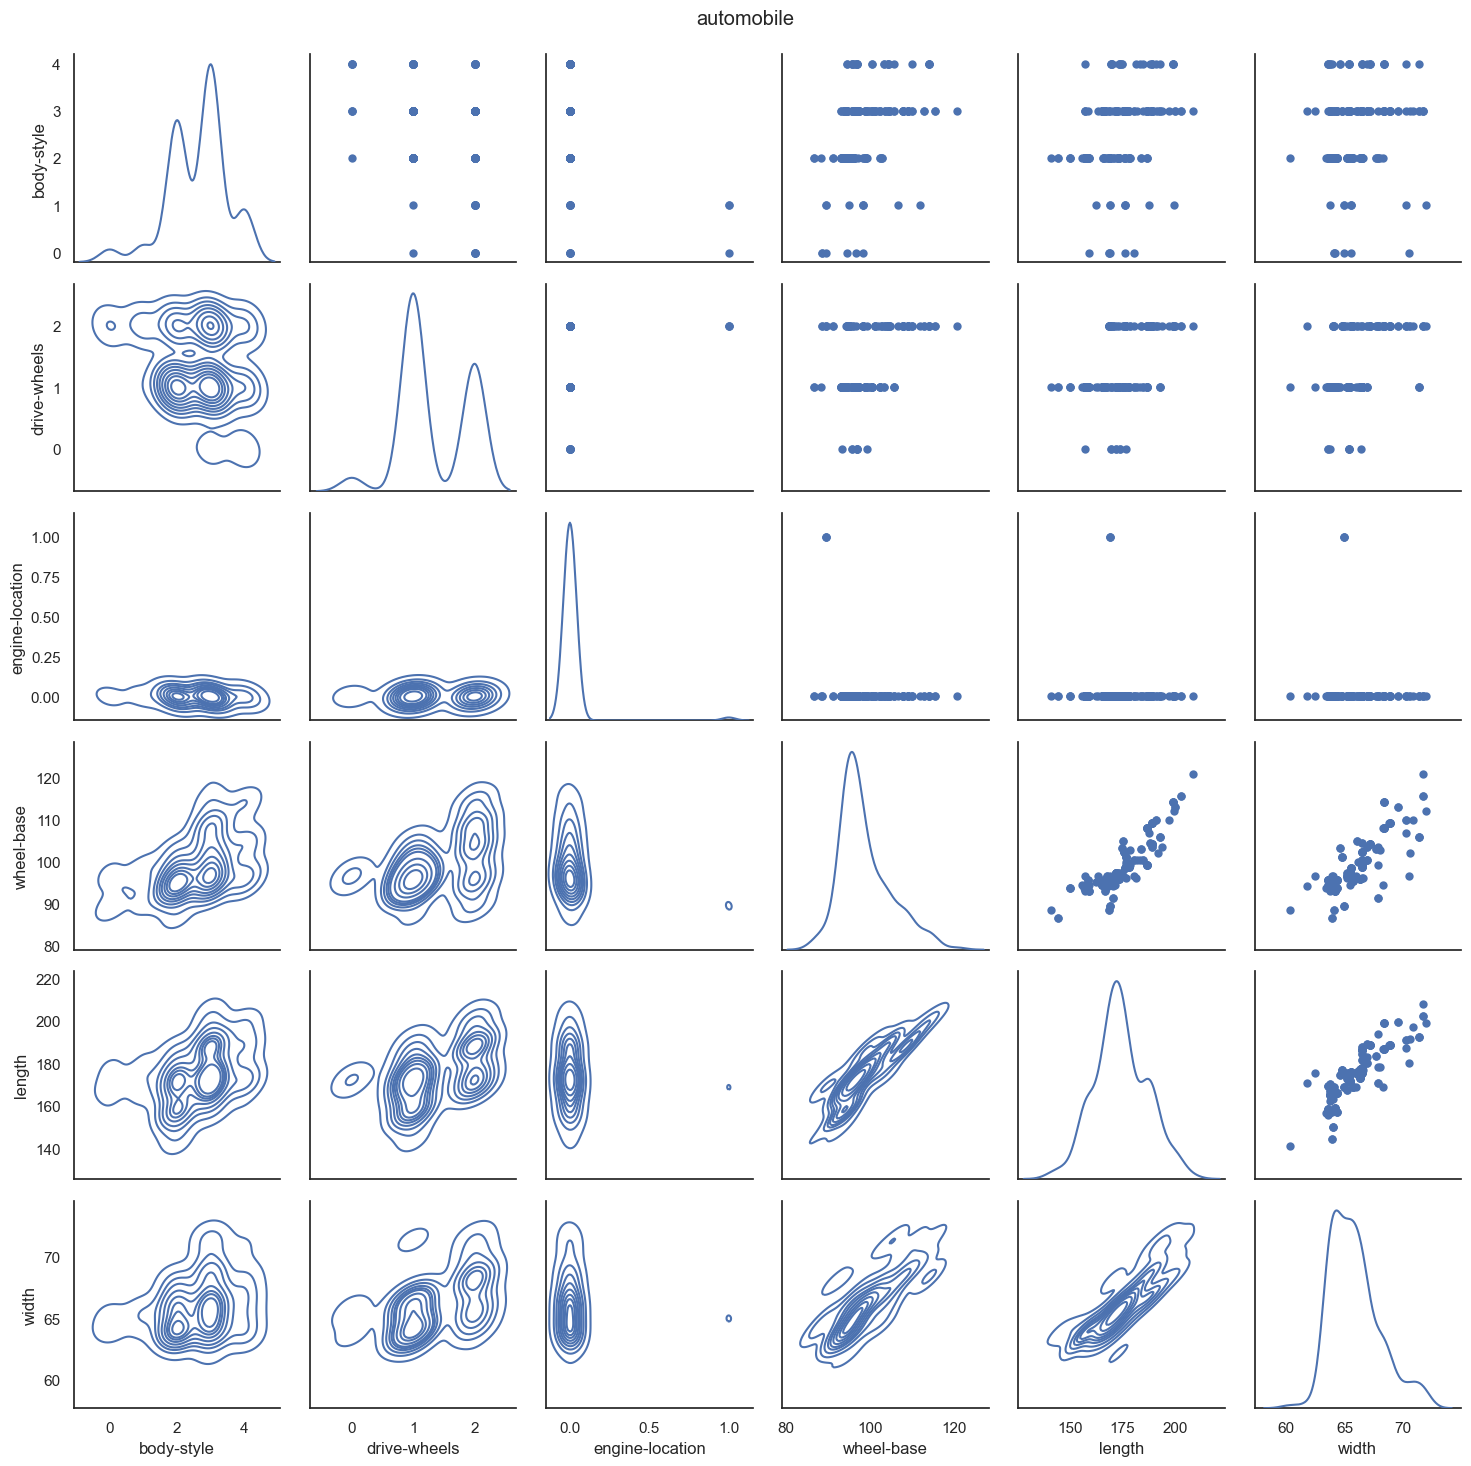 automobile
4
3
2
1
0
body-style
2
1
0
drive-wheels
1.00
0.75
0.50
0.25
0.00
engine-location
120
110
100
90
80
wheel-base
220
200
180
160
140
length
70
65
60
width
0 2 4 0 1 2 0.0 0.5 1.0 80 100 120 150 175 200 60 65 70
body-style drive-wheels engine-location wheel-base length width